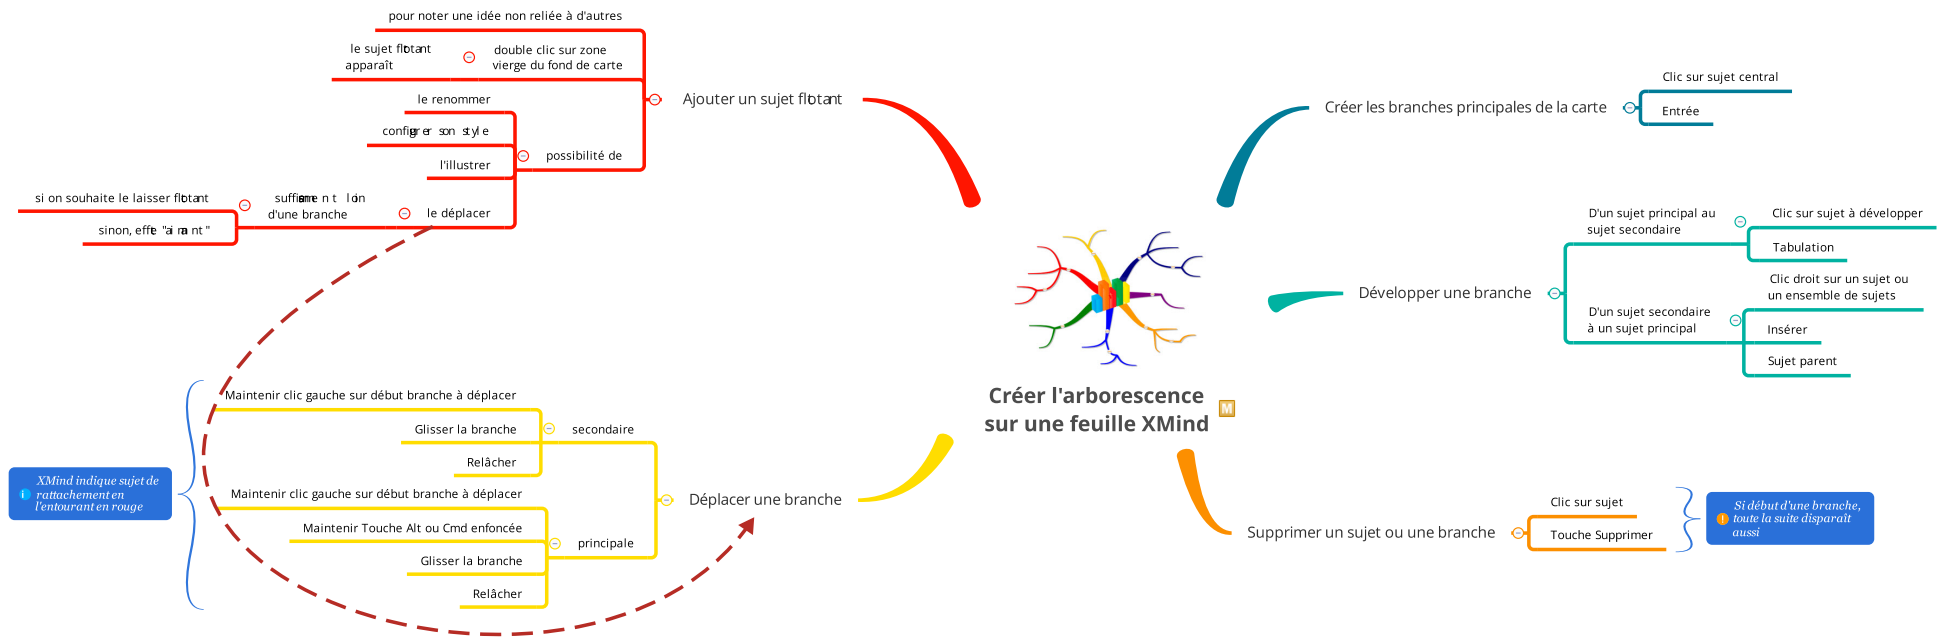 Créer l'arborescence
sur une feuille XMind
M
Créer les branches principales de la carte
Clic sur sujet central
Entrée
Développer une branche
D'un sujet principal au
sujet secondaire
Clic sur sujet à développer
Tabulation
D'un sujet secondaire
à un sujet principal
Clic droit sur un sujet ou
un ensemble de sujets
Insérer
Sujet parent
Supprimer un sujet ou une branche
Clic sur sujet
Touche Supprimer
Si début d'une branche,
toute la suite disparaît
aussi
Déplacer une branche
secondaire
Maintenir clic gauche sur début branche à déplacer
Glisser la branche
Relâcher
principale
Maintenir clic gauche sur début branche à déplacer
Maintenir Touche Alt ou Cmd enfoncée
Glisser la branche
Relâcher
XMind indique sujet de
rattachement en
l'entourant en rouge
Ajouter un sujet flottant
pour noter une idée non reliée à d'autres
double clic sur zone
vierge du fond de carte
le sujet flottant
apparaît
possibilité de
le renommer
configurer son style
l'illustrer
le déplacer
suffisamment loin
d'une branche
si on souhaite le laisser flottant
sinon, effet "aimant"